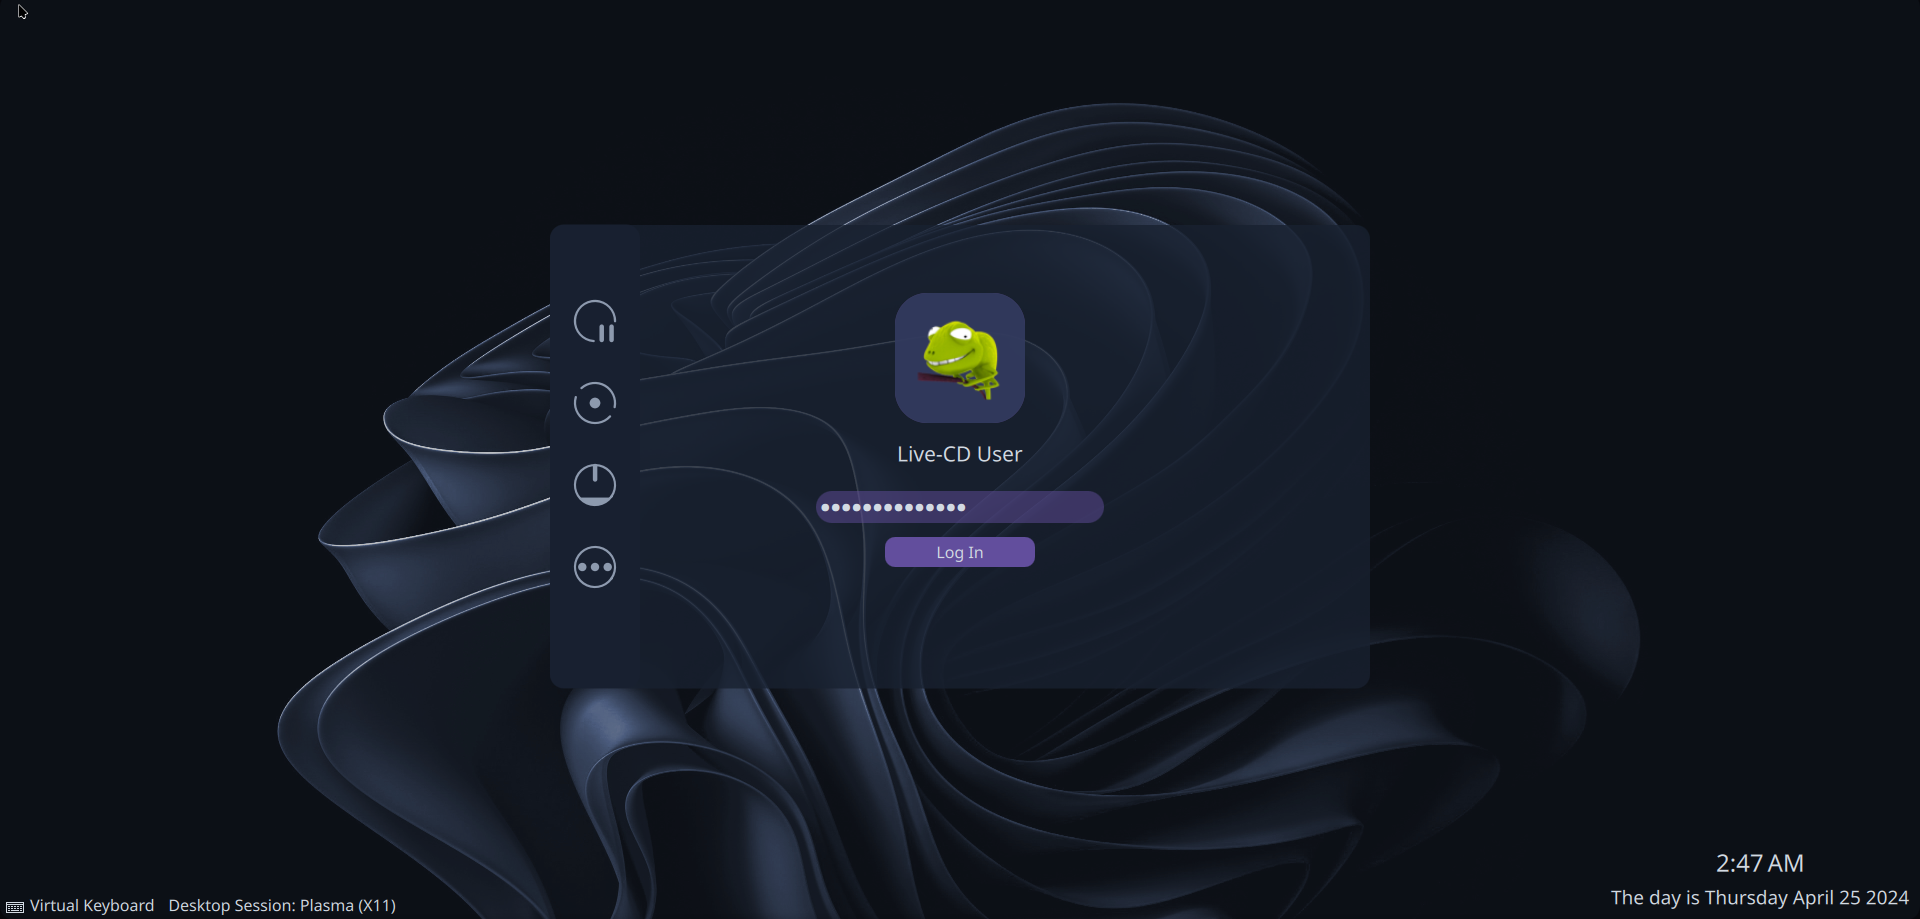 Live-CD User
Log In
2:47 AM
The day is Thursday April 25 2024
Virtual Keyboard Desktop Session: Plasma (X11)